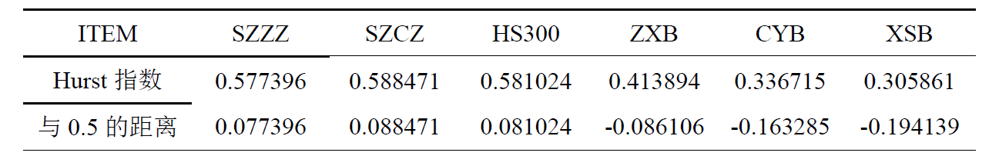 ITEM SZZZ SZCZ HS300 ZXB CYB XSB
Hurst 指数 0.577396 0.588471 0.581024 0.413894 0.336715 0.305861
与 0.5 的距离 0.077396 0.088471 0.081024 -0.086106 -0.163285 -0.194139